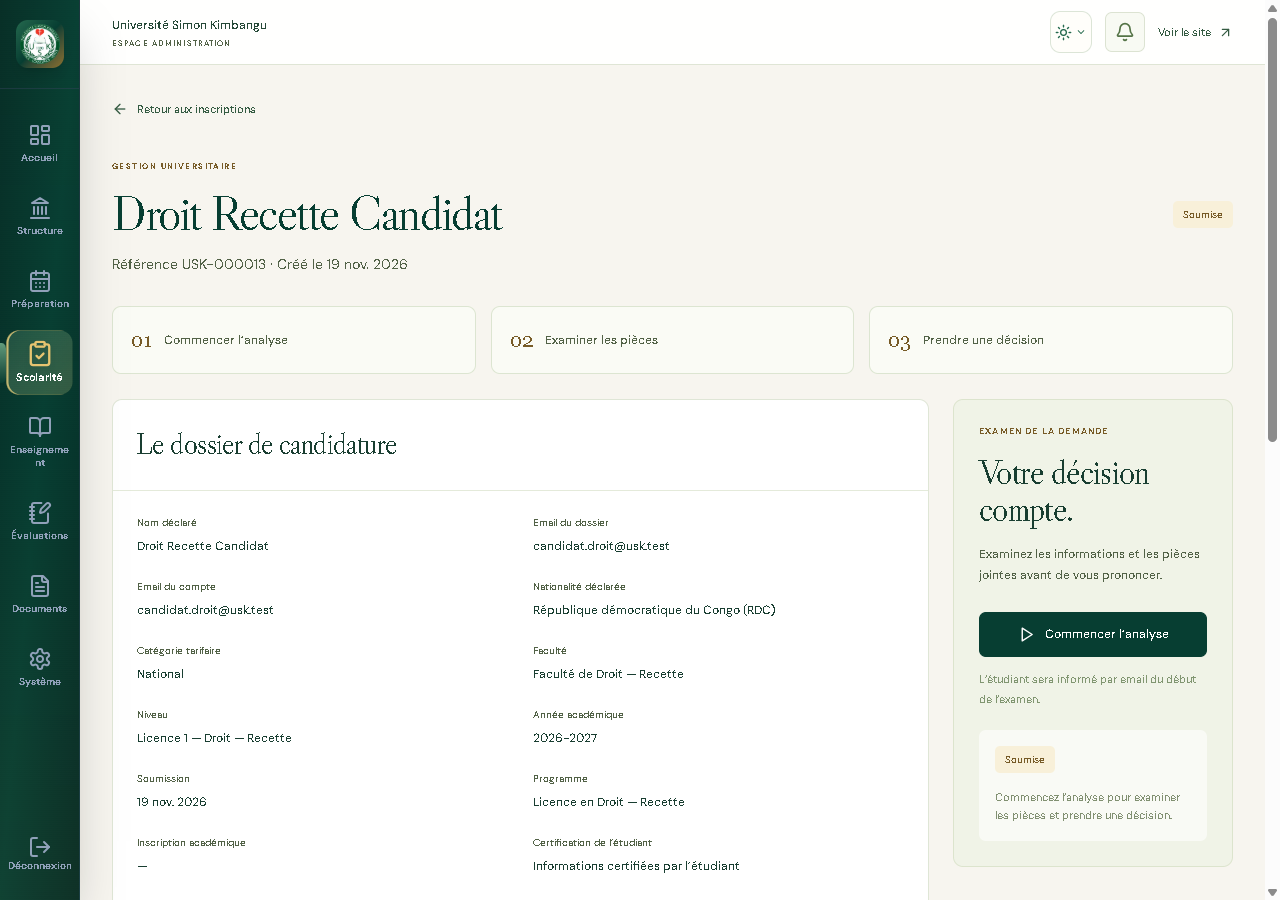 Université Simon Kimbangu
ESPACE ADMINISTRATION
Voir le site
Accueil
Structure
Préparation
Scolarité
Enseigneme
nt
Évaluations
Documents
Système
Déconnexion
Retour aux inscriptions
GESTION UNIVERSITAIRE
Droit Recette Candidat
Soumise
Référence USK-000013 · Créé le 19 nov. 2026
01 Commencer l'analyse
02 Examiner les pièces
03 Prendre une décision
Le dossier de candidature
Nom déclaré
Droit Recette Candidat
Email du dossier
candidat.droit@usk.test
Email du compte
candidat.droit@usk.test
Nationalité déclarée
République démocratique du Congo (RDC)
Catégorie tarifaire
National
Faculté
Faculté de Droit — Recette
Niveau
Licence 1 — Droit — Recette
Année académique
2026-2027
Soumission
19 nov. 2026
Programme
Licence en Droit — Recette
Inscription académique
—
Certification de l'étudiant
Informations certifiées par l'étudiant
EXAMEN DE LA DEMANDE
Votre décision
compte.
Examinez les informations et les pièces
jointes avant de vous prononcer.
Commencer l'analyse
L'étudiant sera informé par email du début
de l'examen.
Soumise
Commencez l'analyse pour examiner
les pièces et prendre une décision.